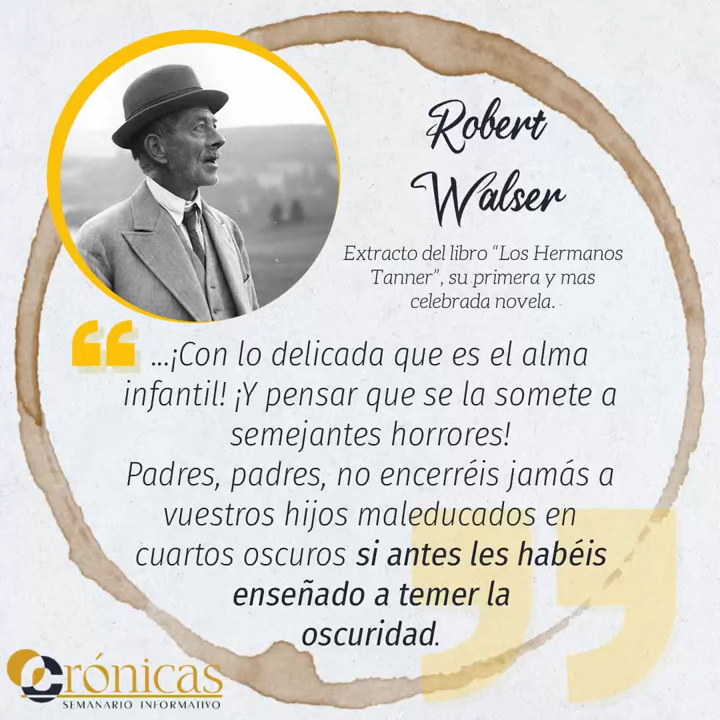 Robert
Walser
Extracto del libro “Los Hermanos
Tanner”, su primera y mas
celebrada novela.
...¡Con lo delicada que es el alma
infantil! ¡Y pensar que se la somete a
semejantes horrores!
Padres, padres, no encerréis jamás a
vuestros hijos maleducados en
cuartos oscuros si antes les habéis
enseñado a temer la
oscuridad.
Crónicas
SEMANARIO INFORMATIVO